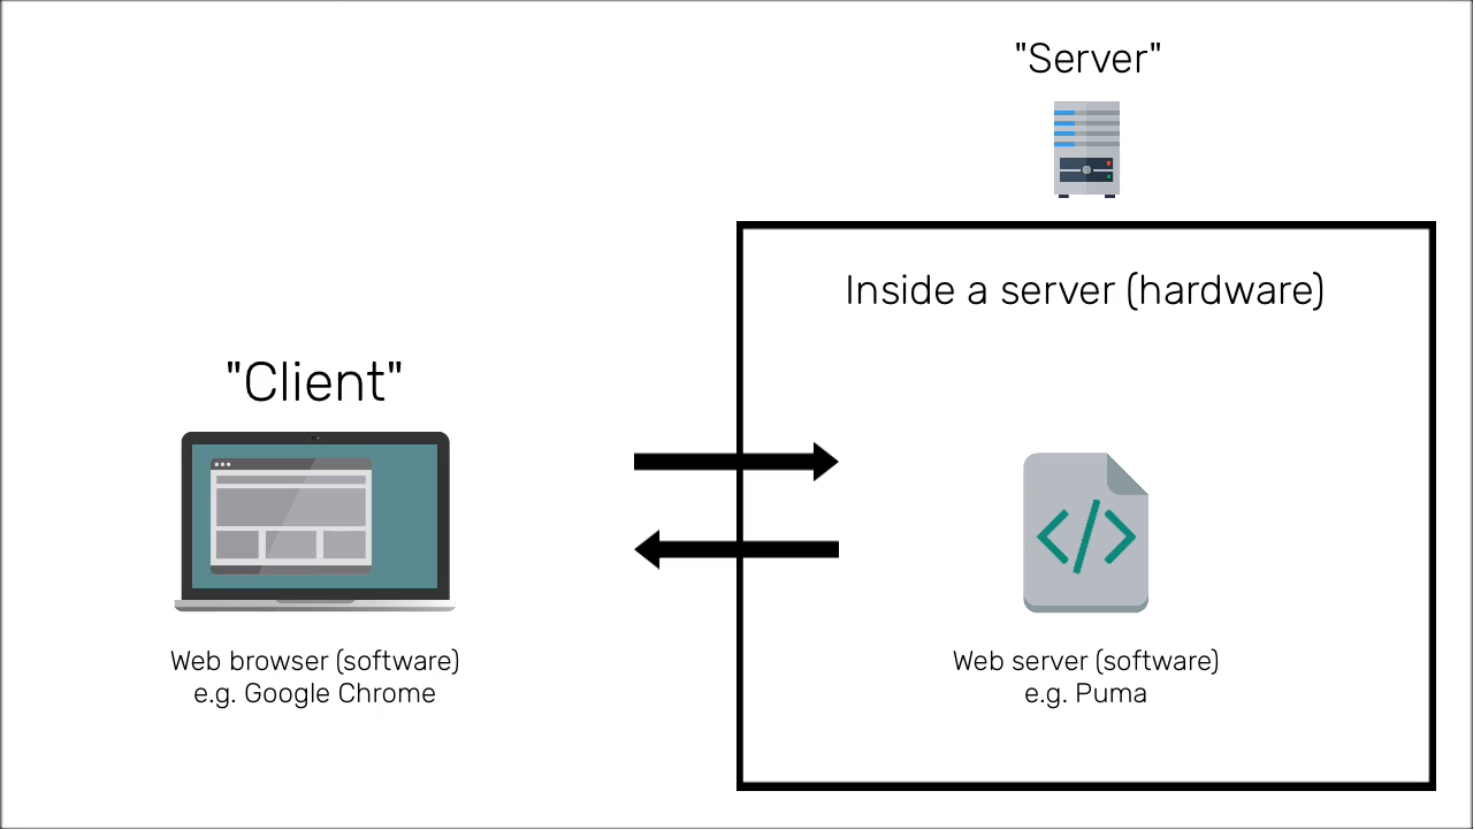 "Server"
Inside a server (hardware)
"Client"
Web browser (software)
e.g. Google Chrome
Web server (software)
e.g. Puma